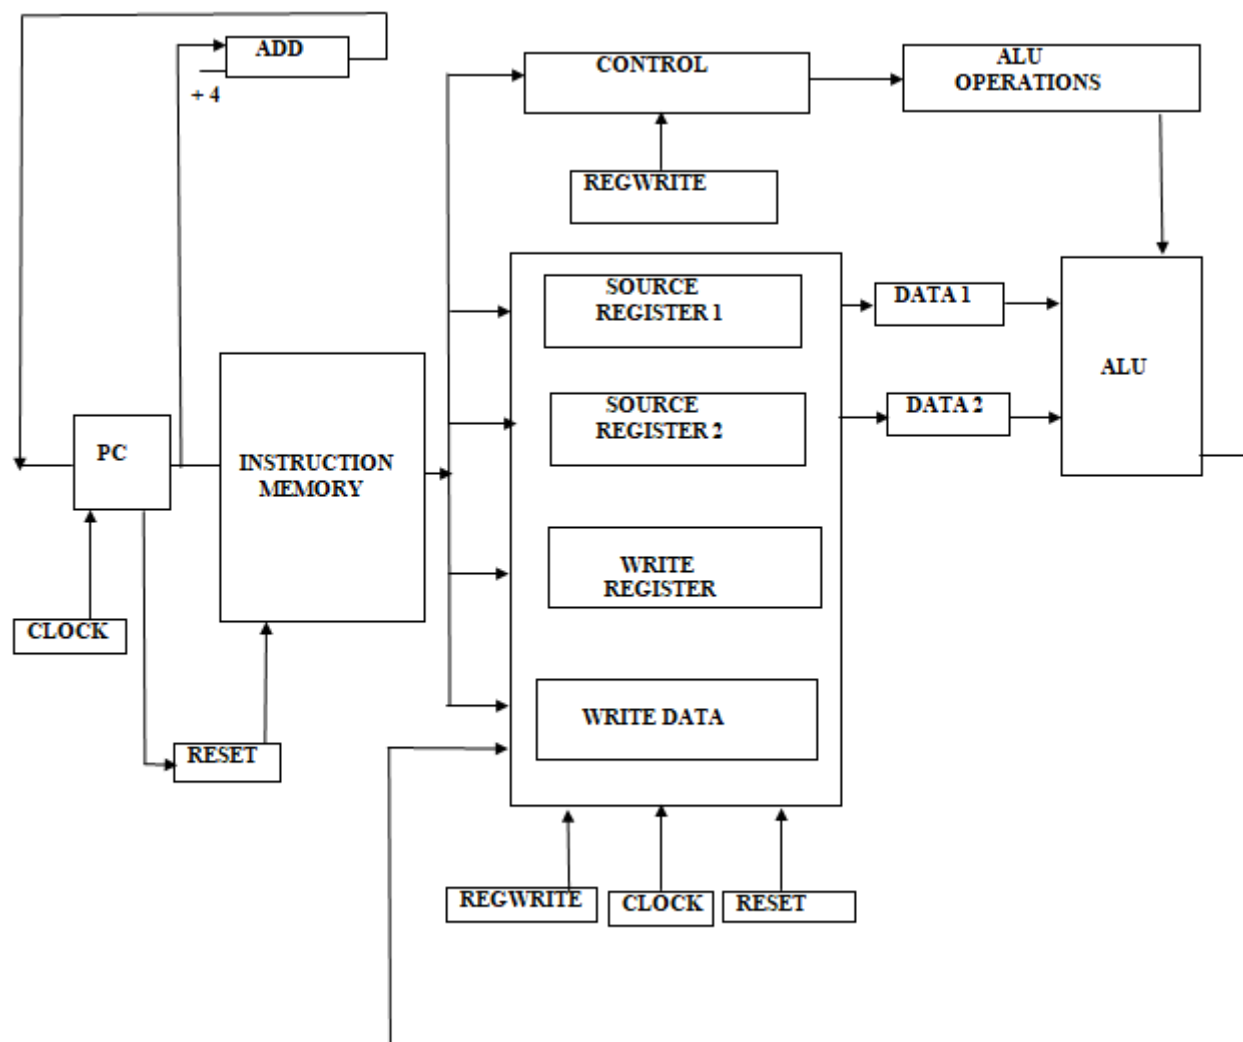 ADD
+ 4
CONTROL
ALU
OPERATIONS
REGWRITE
SOURCE
REGISTER 1
DATA 1
SOURCE
REGISTER 2
DATA 2
ALU
PC
INSTRUCTION
MEMORY
WRITE
REGISTER
CLOCK
WRITE DATA
RESET
REGWRITE
CLOCK
RESET